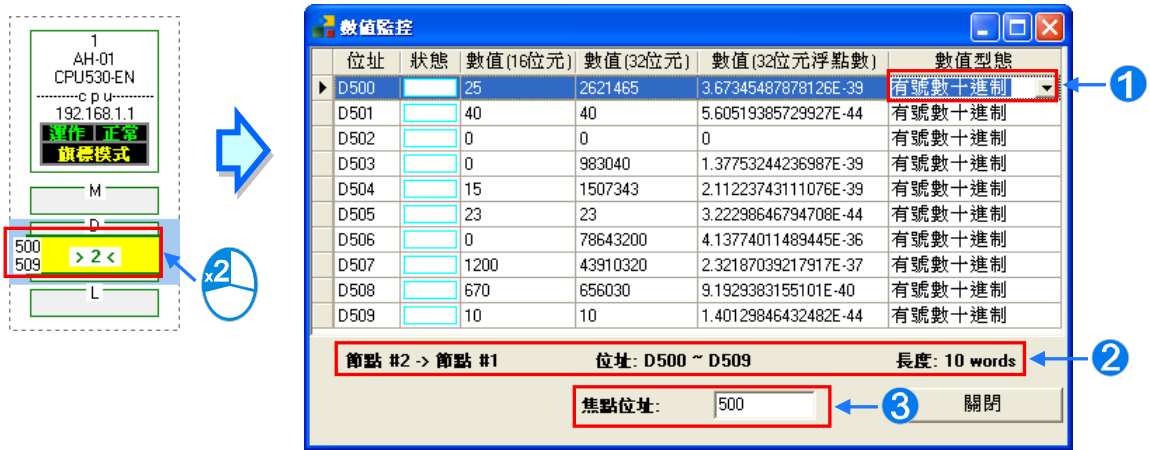 1
AH-01
CPU530-EN
---------c p u---------
192.168.1.1
運作 正常
旗標模式
M
D
500
509
> 2 <
L
x2
數值監控
位址 狀態 數值(16位元) 數值(32位元) 數值(32位元浮點數) 數值型態
D500 25 2621465 3.67345487878126E-39 有號數十進制
D501 40 40 5.60519385729927E-44 有號數十進制
D502 0 0 0 有號數十進制
D503 0 983040 1.37753244236987E-39 有號數十進制
D504 15 1507343 2.11223743111076E-39 有號數十進制
D505 23 23 3.22298646794708E-44 有號數十進制
D506 0 78643200 4.13774011489445E-36 有號數十進制
D507 1200 43910320 2.32187039217917E-37 有號數十進制
D508 670 656030 9.1929383155101E-40 有號數十進制
D509 10 10 1.40129846432482E-44 有號數十進制
1
節點 #2 -> 節點 #1 位址: D500 ~ D509 長度: 10 words
2
焦點位址: 500
3
關閉